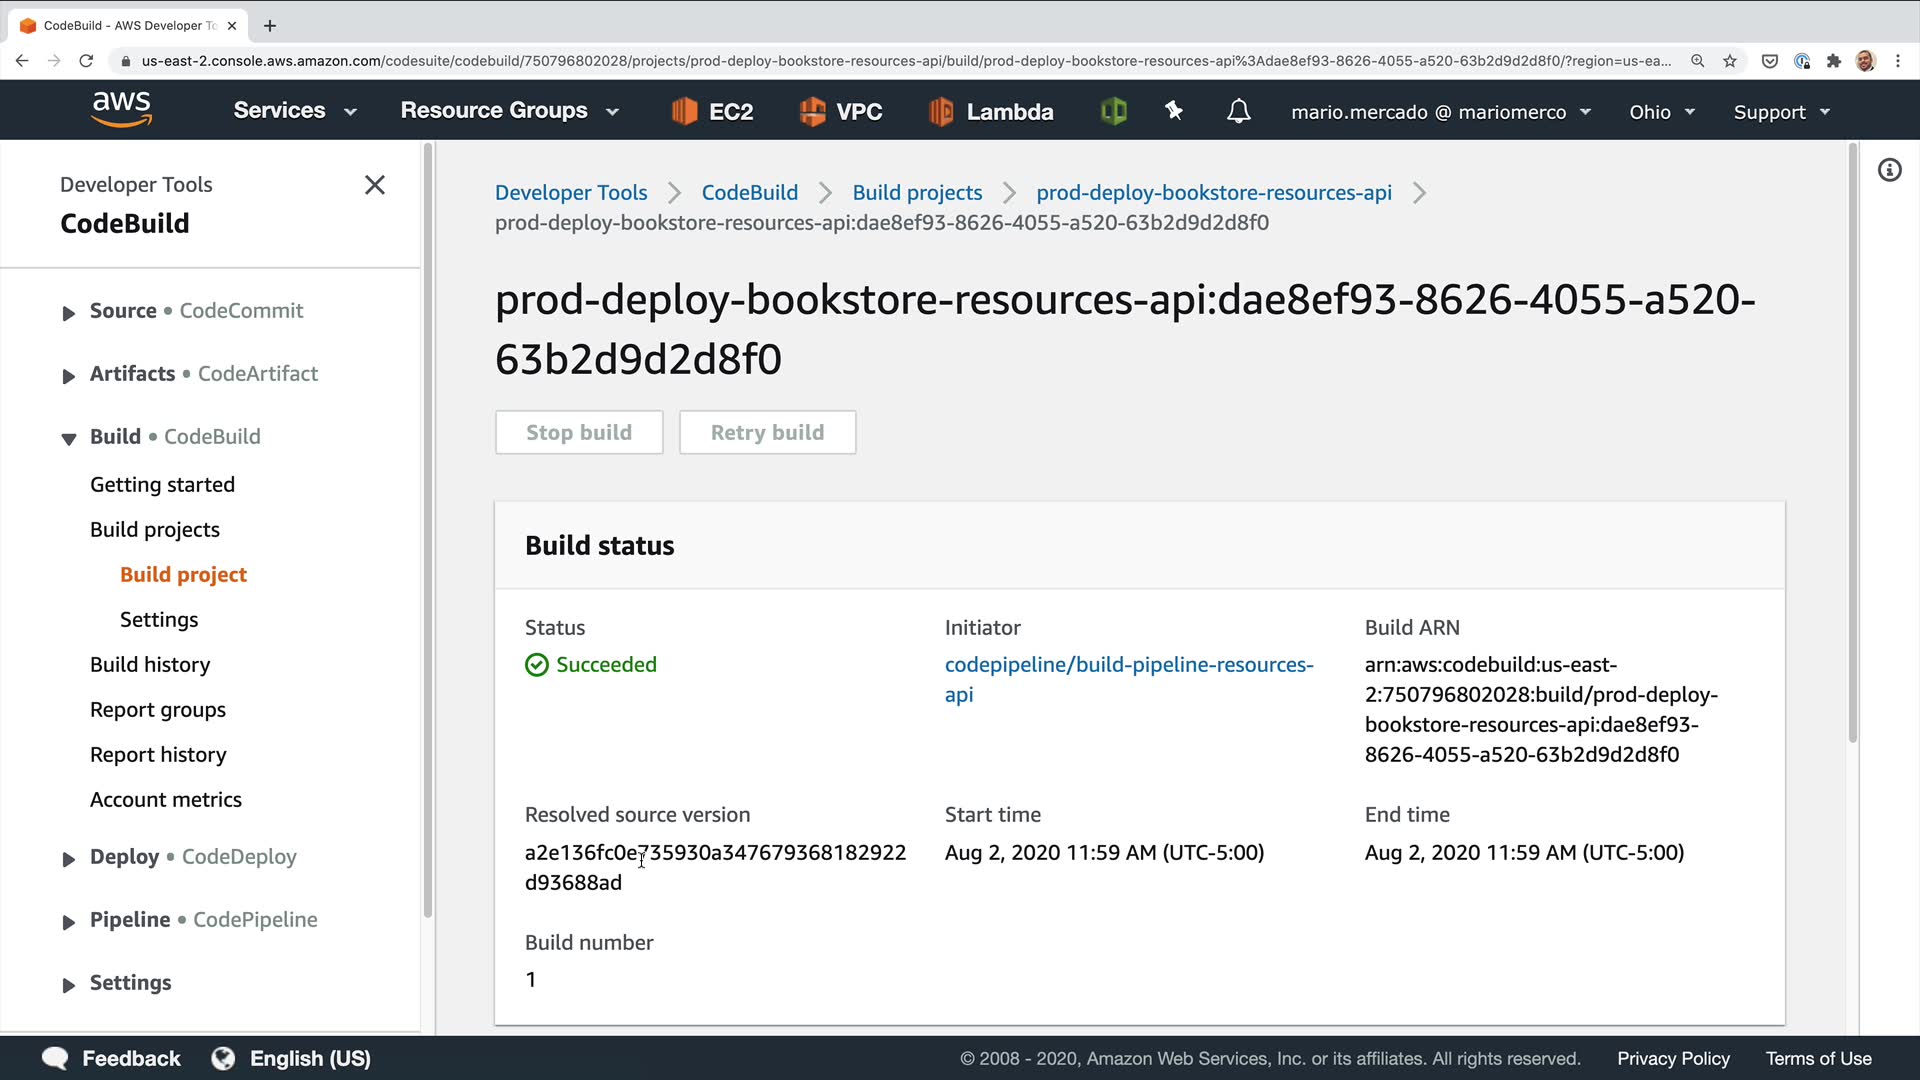 CodeBuild - AWS Developer To
us-east-2.console.aws.amazon.com/codesuite/codebuild/750796802028/projects/prod-deploy-bookstore-resources-api/build/prod-deploy-bookstore-resources-api%3Adae8ef93-8626-4055-a520-63b2d9d2d8f0/?region=us-ea...
aws
Services
Resource Groups
EC2
VPC
Lambda
mario.mercado @ mariomerco
Ohio
Support
Developer Tools
CodeBuild
Source • CodeCommit
Artifacts • CodeArtifact
Build • CodeBuild
Getting started
Build projects
Build project
Settings
Build history
Report groups
Report history
Account metrics
Deploy • CodeDeploy
Pipeline • CodePipeline
Settings
Developer Tools
CodeBuild
Build projects
prod-deploy-bookstore-resources-api
prod-deploy-bookstore-resources-api:dae8ef93-8626-4055-a520-63b2d9d2d8f0
prod-deploy-bookstore-resources-api:dae8ef93-8626-4055-a520-
63b2d9d2d8f0
Stop build
Retry build
Build status
Status
Succeeded
Initiator
codepipeline/build-pipeline-resources-
api
Build ARN
arn:aws:codebuild:us-east-
2:750796802028:build/prod-deploy-
bookstore-resources-api:dae8ef93-
8626-4055-a520-63b2d9d2d8f0
Resolved source version
a2e136fc0e735930a347679368182922
d93688ad
Start time
Aug 2, 2020 11:59 AM (UTC-5:00)
End time
Aug 2, 2020 11:59 AM (UTC-5:00)
Build number
1
Feedback
English (US)
© 2008 - 2020, Amazon Web Services, Inc. or its affiliates. All rights reserved.
Privacy Policy
Terms of Use